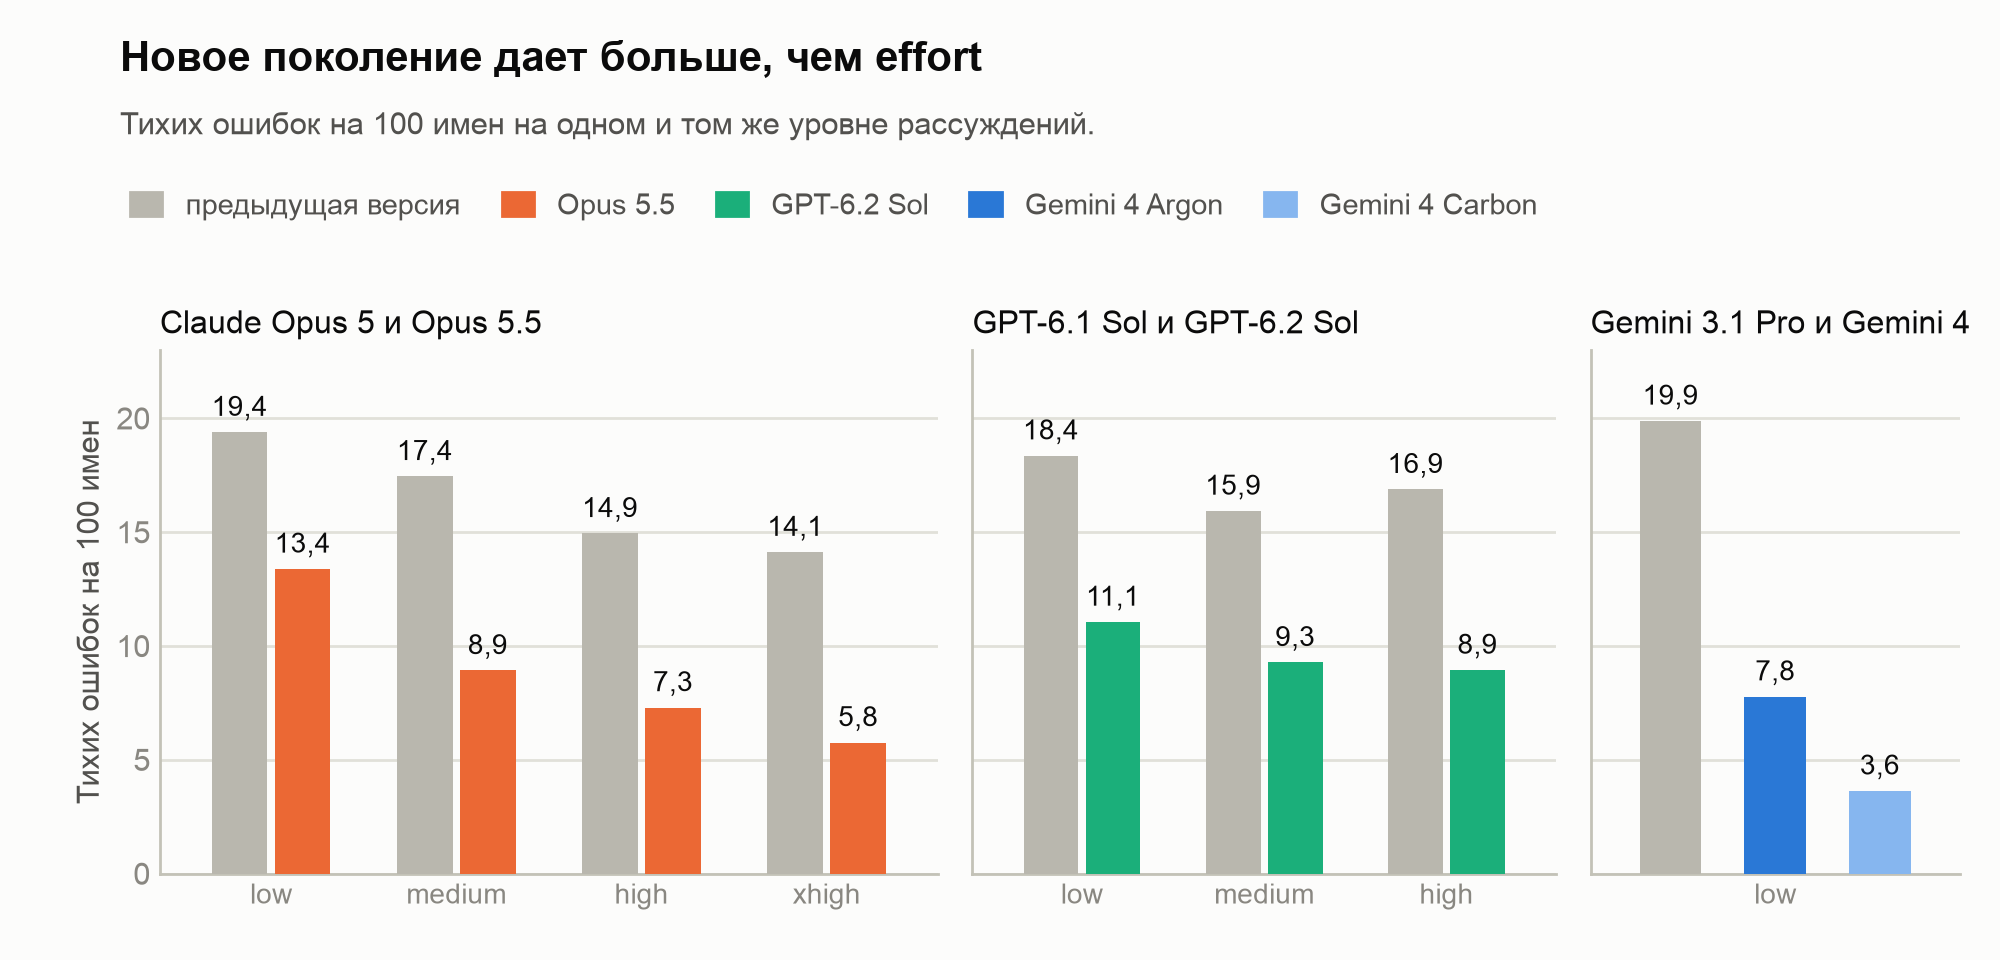 Новое поколение дает больше, чем effort
Тихих ошибок на 100 имен на одном и том же уровне рассуждений.
предыдущая версия Opus 5.5 GPT-6.2 Sol Gemini 4 Argon Gemini 4 Carbon
Claude Opus 5 и Opus 5.5
Тихих ошибок на 100 имен
20
15
10
5
0
19,4
13,4
17,4
8,9
14,9
7,3
14,1
5,8
low medium high xhigh
GPT-6.1 Sol и GPT-6.2 Sol
18,4
11,1
15,9
9,3
16,9
8,9
low medium high
Gemini 3.1 Pro и Gemini 4
19,9
7,8
3,6
low